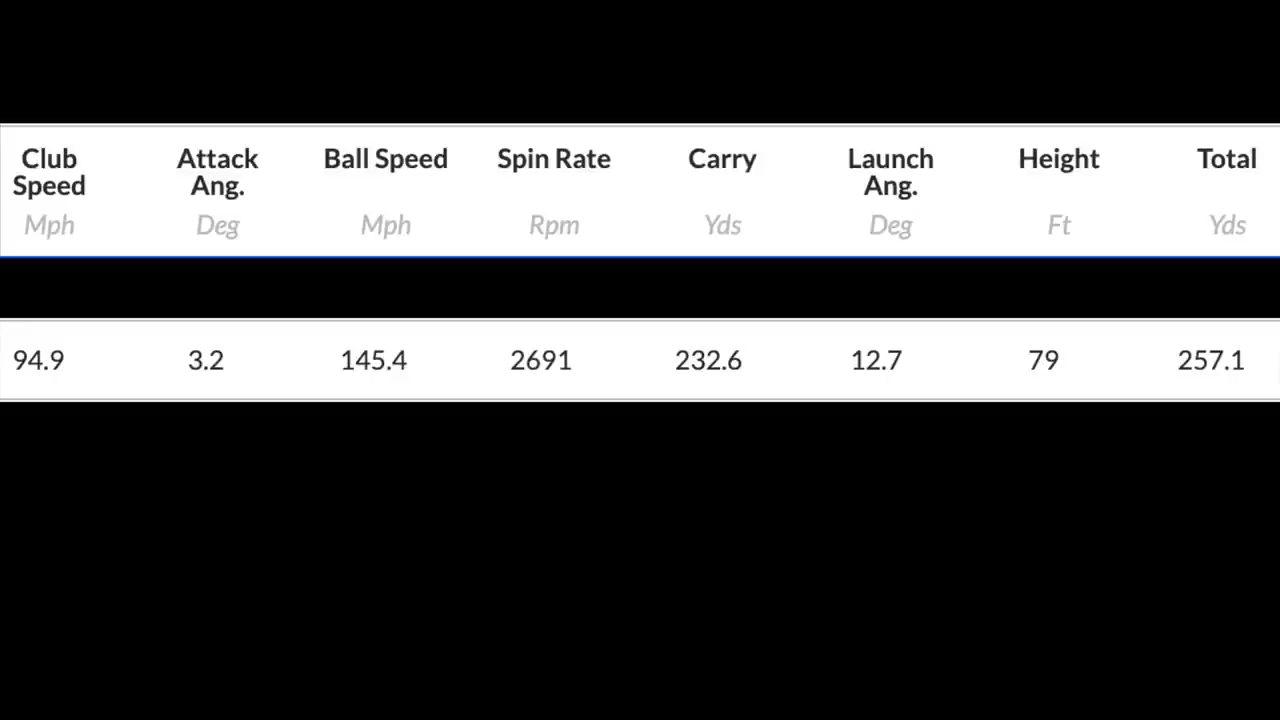 Club Speed Attack Ang. Ball Speed Spin Rate Carry Launch Ang. Height Total
Mph Deg Mph Rpm Yds Deg Ft Yds
94.9 3.2 145.4 2691 232.6 12.7 79 257.1